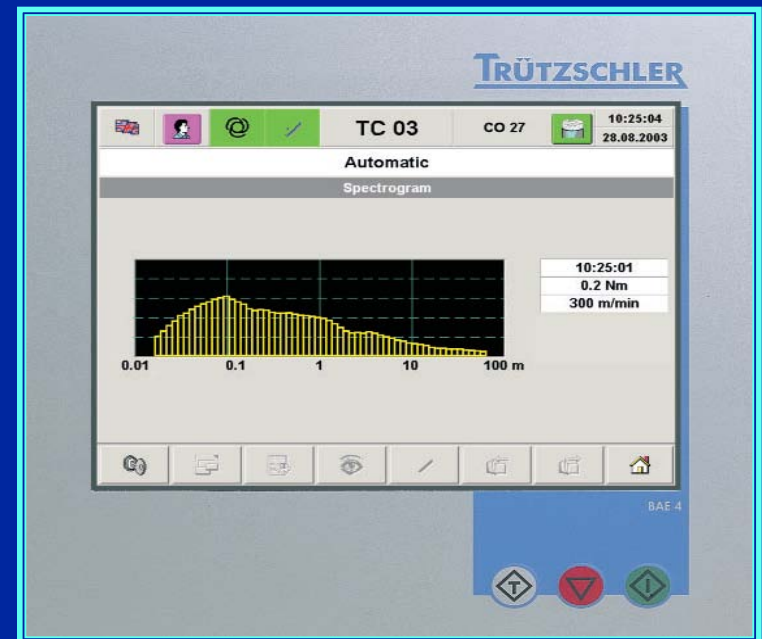 TRÜTZSCHLER
TC 03
CO 27
10:25:04
28.08.2003
Automatic
Spectrogram
10:25:01
0.2 Nm
300 m/min
0.01 0.1 1 10 100 m
BAE 4
T
I